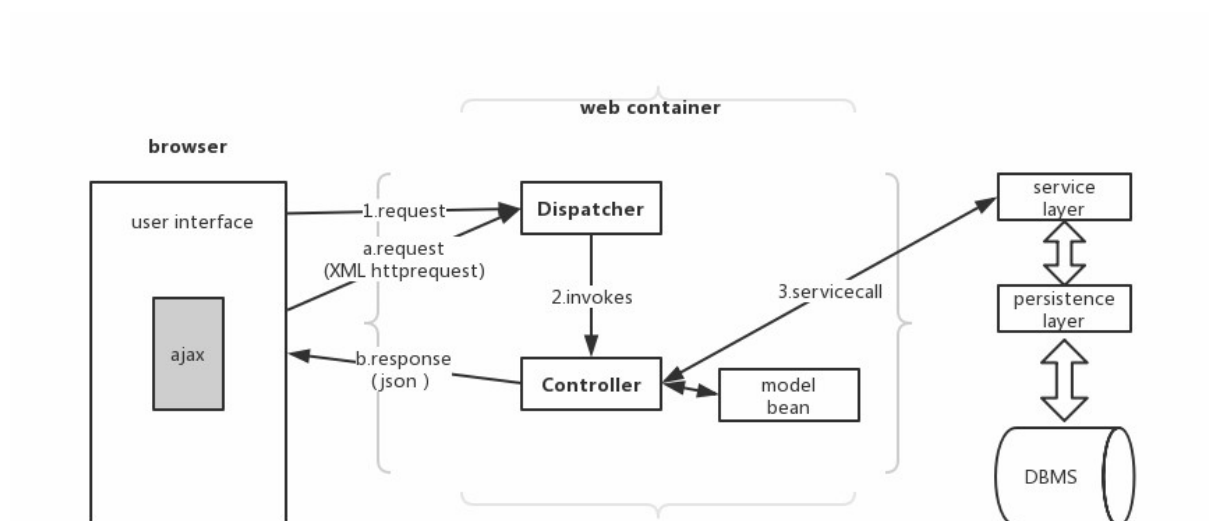 web container
browser
user interface
1.request
Dispatcher
service
layer
a.request
(XML httprequest)
2.invokes
3.servicecall
persistence
layer
ajax
b.response
(json )
Controller
model
bean
DBMS